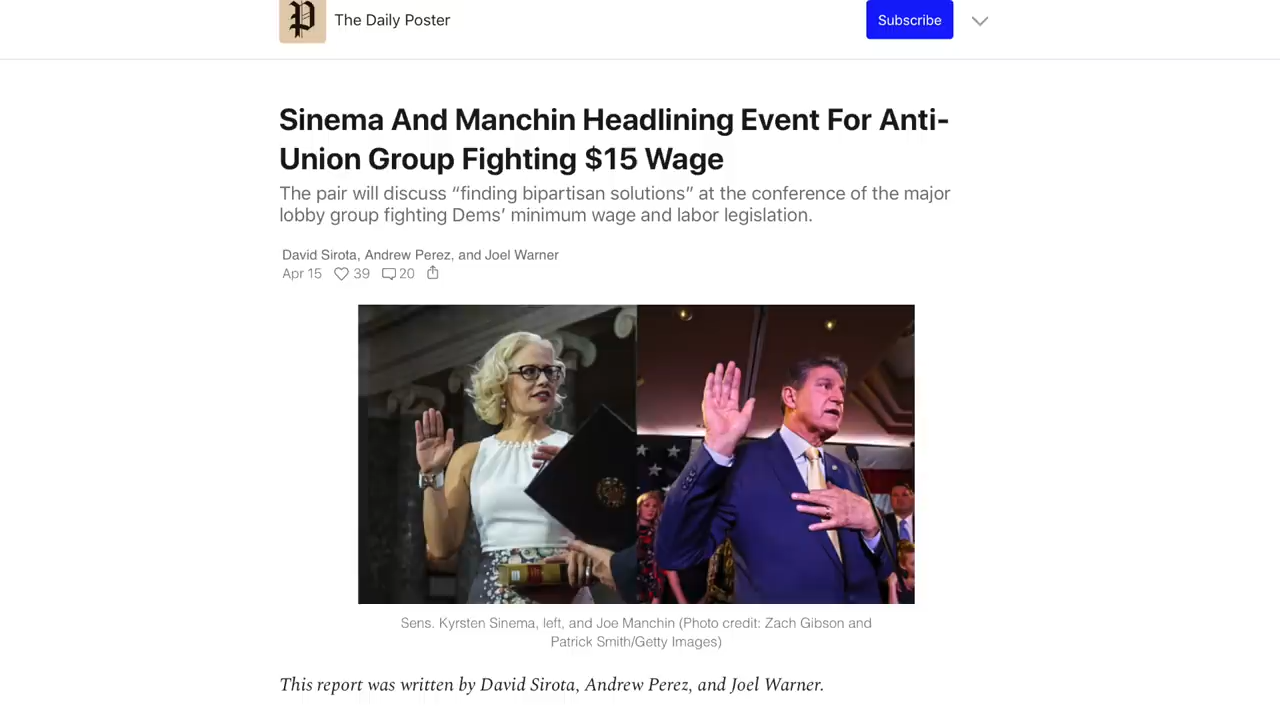 The Daily Poster
Subscribe
Sinema And Manchin Headlining Event For Anti-
Union Group Fighting $15 Wage
The pair will discuss “finding bipartisan solutions” at the conference of the major
lobby group fighting Dems’ minimum wage and labor legislation.
David Sirota, Andrew Perez, and Joel Warner
Apr 15 39 20
Sens. Kyrsten Sinema, left, and Joe Manchin (Photo credit: Zach Gibson and
Patrick Smith/Getty Images)
This report was written by David Sirota, Andrew Perez, and Joel Warner.